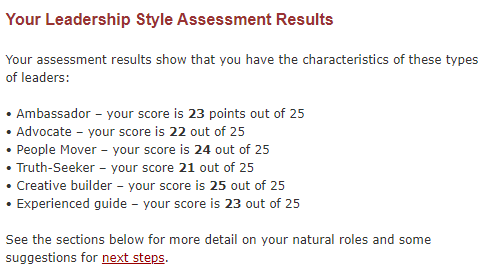 Your Leadership Style Assessment Results
Your assessment results show that you have the characteristics of these types
of leaders:
• Ambassador – your score is 23 points out of 25
• Advocate – your score is 22 out of 25
• People Mover – your score is 24 out of 25
• Truth-Seeker – your score 21 out of 25
• Creative builder – your score is 25 out of 25
• Experienced guide – your score is 23 out of 25
See the sections below for more detail on your natural roles and some
suggestions for next steps.